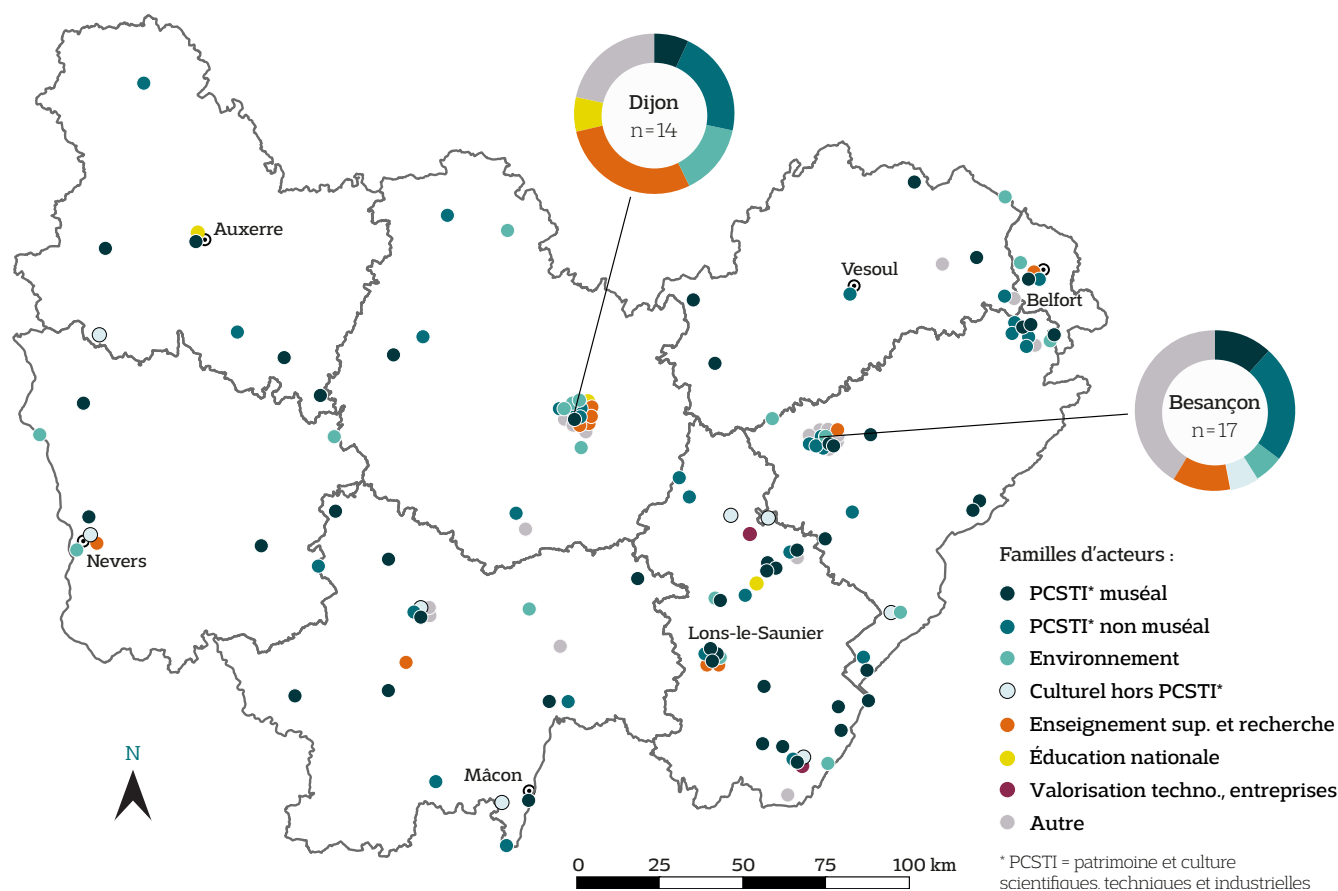 Dijon
n=14
Auxerre
Vesoul
Belfort
Besançon
n=17
Nevers
Lons-le-Saunier
Mâcon
N
Familles d'acteurs :
PCSTI* muséal
PCSTI* non muséal
Environnement
Culturel hors PCSTI*
Enseignement sup. et recherche
Éducation nationale
Valorisation techno., entreprises
Autre
* PCSTI = patrimoine et culture
scientifiques, techniques et industrielles
0 25 50 75 100 km